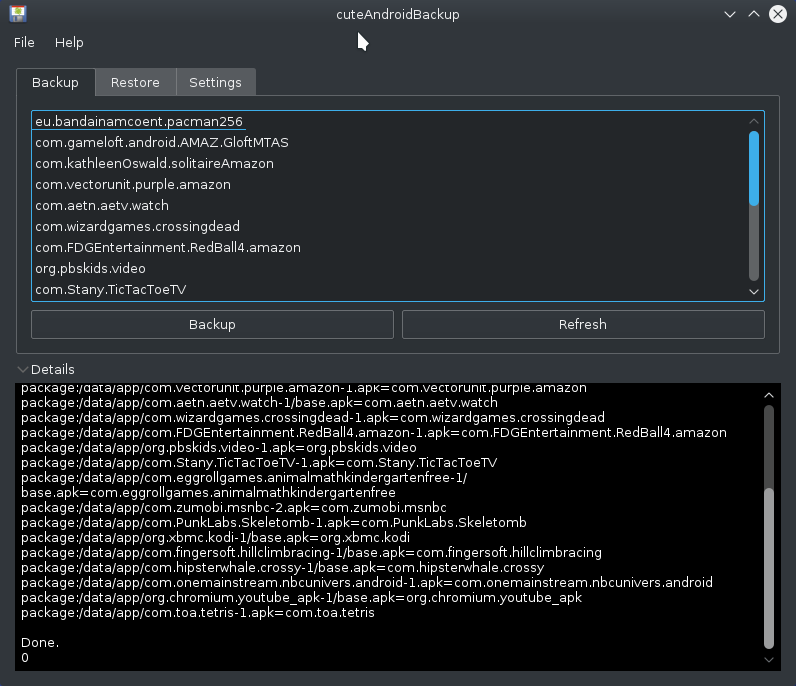 cuteAndroidBackup
File Help
Backup Restore Settings
eu.bandainamcoent.pacman256
com.gameloft.android.AMAZ.GloftMTAS
com.kathleenOswald.solitaireAmazon
com.vectorunit.purple.amazon
com.aetn.aetv.watch
com.wizardgames.crossingdead
com.FDGEntertainment.RedBall4.amazon
org.pbskids.video
com.Stany.TicTacToeTV
Backup Refresh
Details
package:/data/app/com.vectorunit.purple.amazon-1.apk=com.vectorunit.purple.amazon
package:/data/app/com.aetn.aetv.watch-1/base.apk=com.aetn.aetv.watch
package:/data/app/com.wizardgames.crossingdead-1.apk=com.wizardgames.crossingdead
package:/data/app/com.FDGEntertainment.RedBall4.amazon-1.apk=com.FDGEntertainment.RedBall4.amazon
package:/data/app/org.pbskids.video-1.apk=org.pbskids.video
package:/data/app/com.Stany.TicTacToeTV-1.apk=com.Stany.TicTacToeTV
package:/data/app/com.eggrollgames.animalmathkindergartenfree-1/
base.apk=com.eggrollgames.animalmathkindergartenfree
package:/data/app/com.zumobi.msnbc-2.apk=com.zumobi.msnbc
package:/data/app/com.PunkLabs.Skeletomb-1.apk=com.PunkLabs.Skeletomb
package:/data/app/org.xbmc.kodi-1/base.apk=org.xbmc.kodi
package:/data/app/com.fingersoft.hillclimbracing-1/base.apk=com.fingersoft.hillclimbracing
package:/data/app/com.hipsterwhale.crossy-1/base.apk=com.hipsterwhale.crossy
package:/data/app/com.onemainstream.nbcunivers.android-1.apk=com.onemainstream.nbcunivers.android
package:/data/app/org.chromium.youtube_apk-1/base.apk=org.chromium.youtube_apk
package:/data/app/com.toa.tetris-1.apk=com.toa.tetris
Done.
0